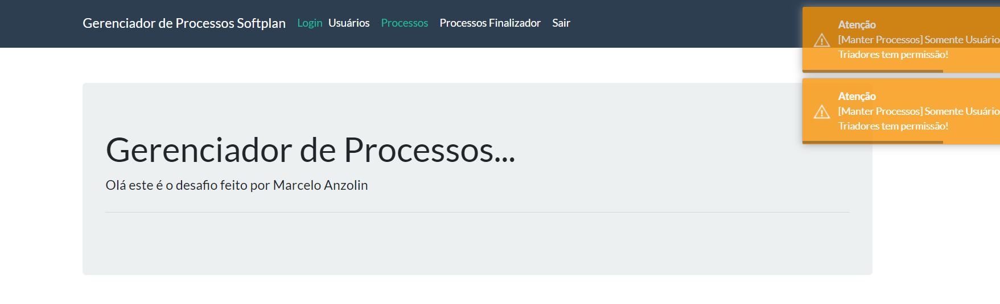 Gerenciador de Processos Softplan Login Usuários Processos Processos Finalizador Sair
Atenção
[Manter Processos] Somente Usuário
Triadores tem permissão!
Atenção
[Manter Processos] Somente Usuário
Triadores tem permissão!
Gerenciador de Processos...
Olá este é o desafio feito por Marcelo Anzolin